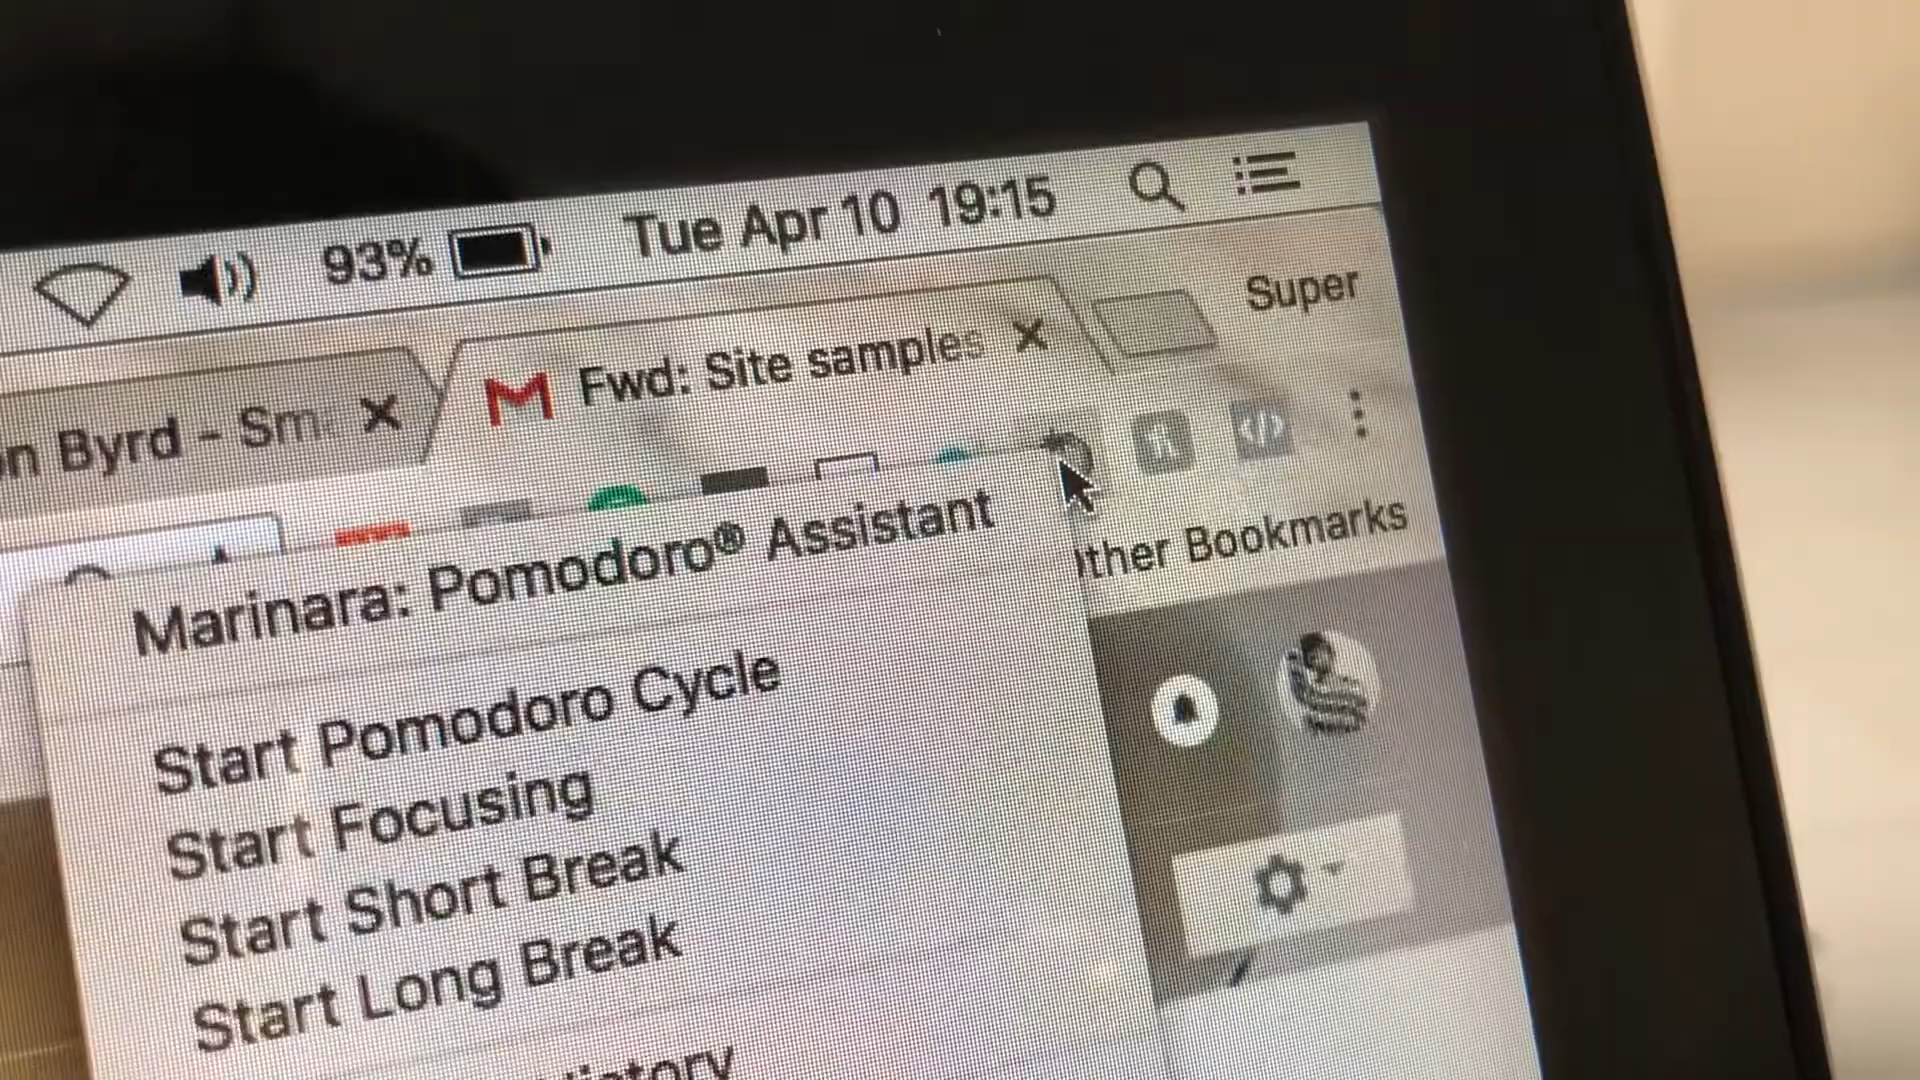 93% Tue Apr 10 19:15
Super
Byrd - Sm
Fwd: Site samples
Bookmarks
Marinara: Pomodoro® Assistant
Start Pomodoro Cycle
Start Focusing
Start Short Break
Start Long Break